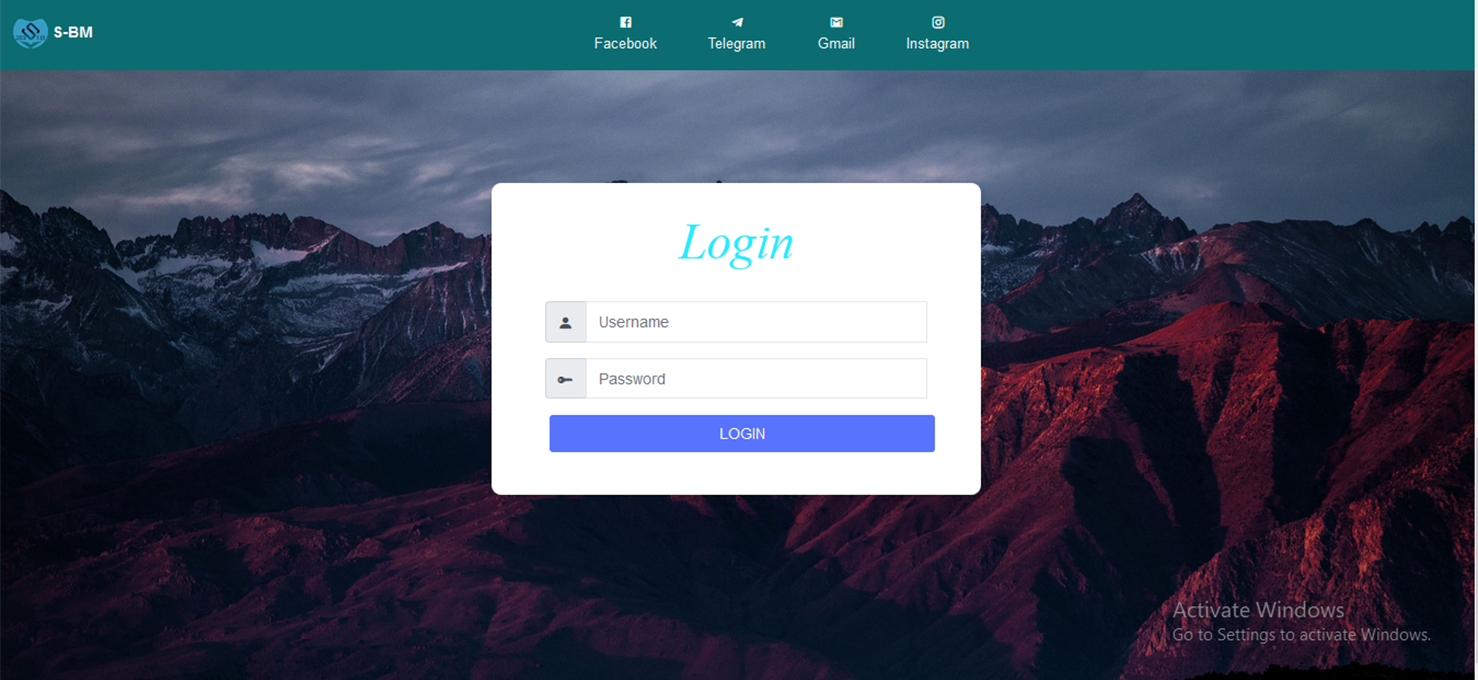 S-BM
Facebook
Telegram
Gmail
Instagram
Login
Username
Password
LOGIN
Activate Windows
Go to Settings to activate Windows.